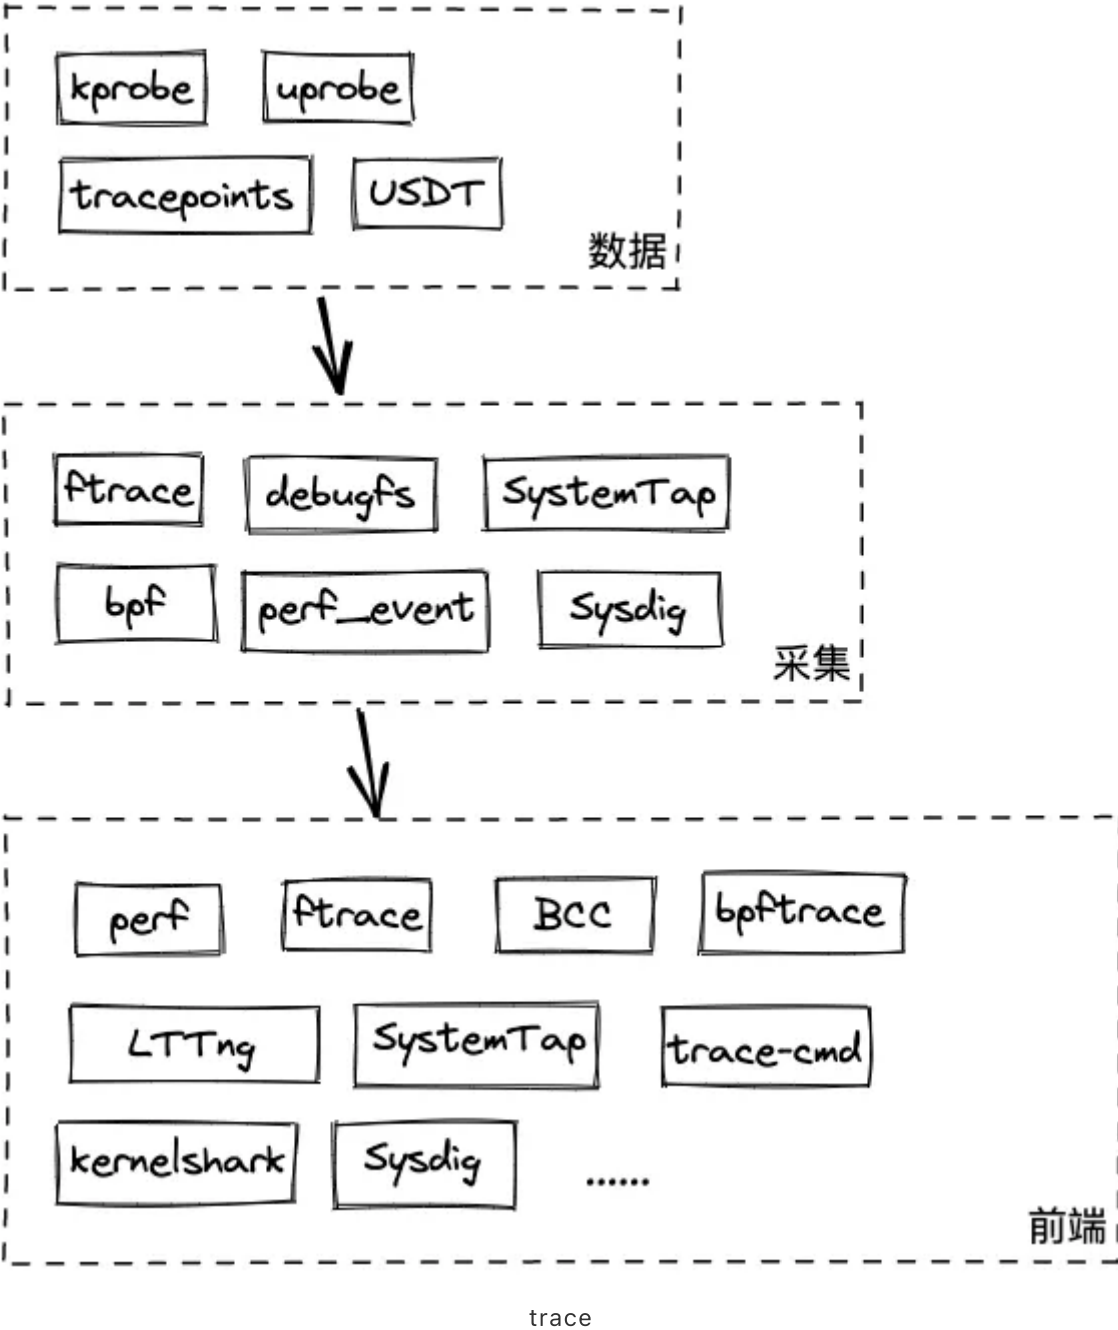 kprobe uprobe
tracepoints USDT
数据
ftrace debugfs SystemTap
bpf perf_event Sysdig
采集
perf ftrace BCC bpftrace
LTTng SystemTap trace-cmd
kernelshark Sysdig ......
前端
trace